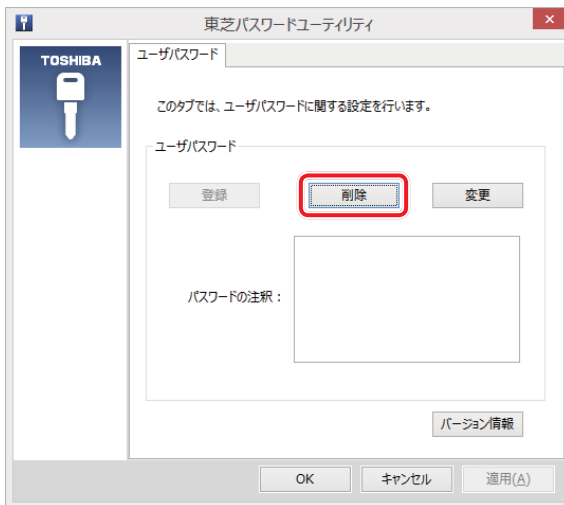 東芝パスワードユーティリティ
TOSHIBA
ユーザパスワード
このタブでは、ユーザパスワードに関する設定を行います。
ユーザパスワード
登録 削除 変更
パスワードの注釈：
バージョン情報
OK キャンセル 適用(A)